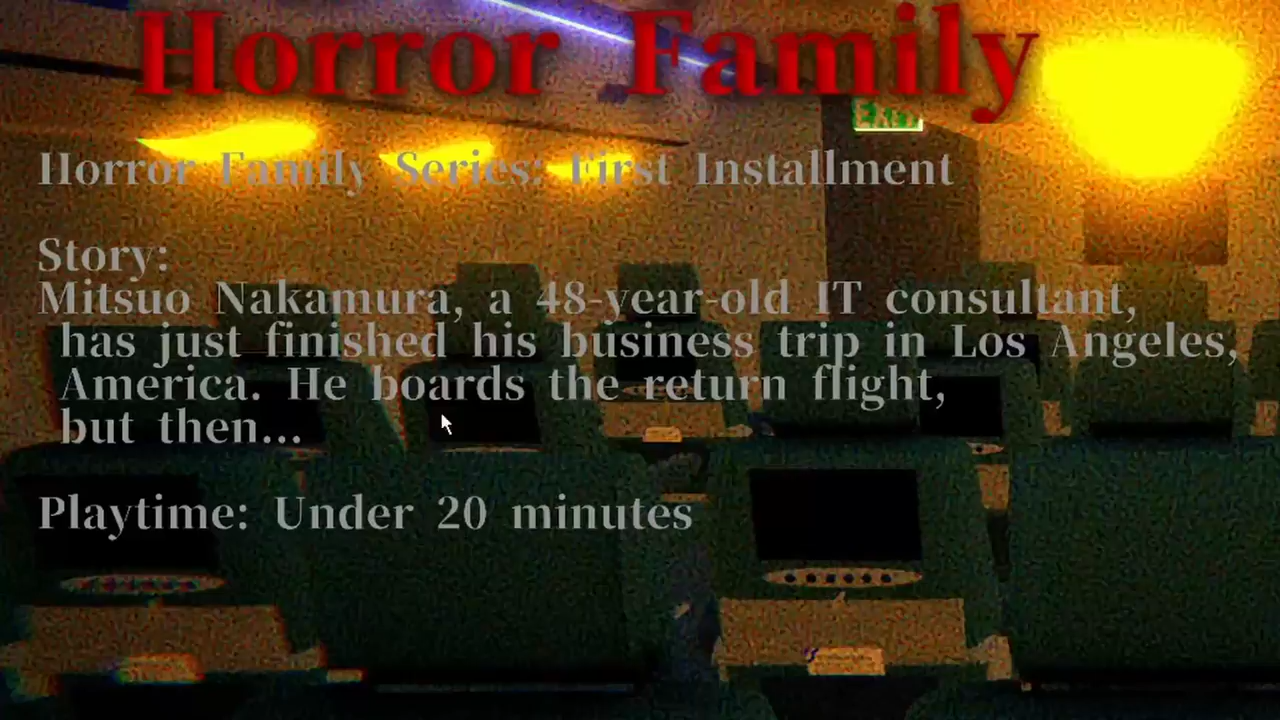 Horror Family
EXIT
Horror Family Series: First Installment
Story:
Mitsuo Nakamura, a 48-year-old IT consultant,
has just finished his business trip in Los Angeles,
America. He boards the return flight,
but then...
Playtime: Under 20 minutes